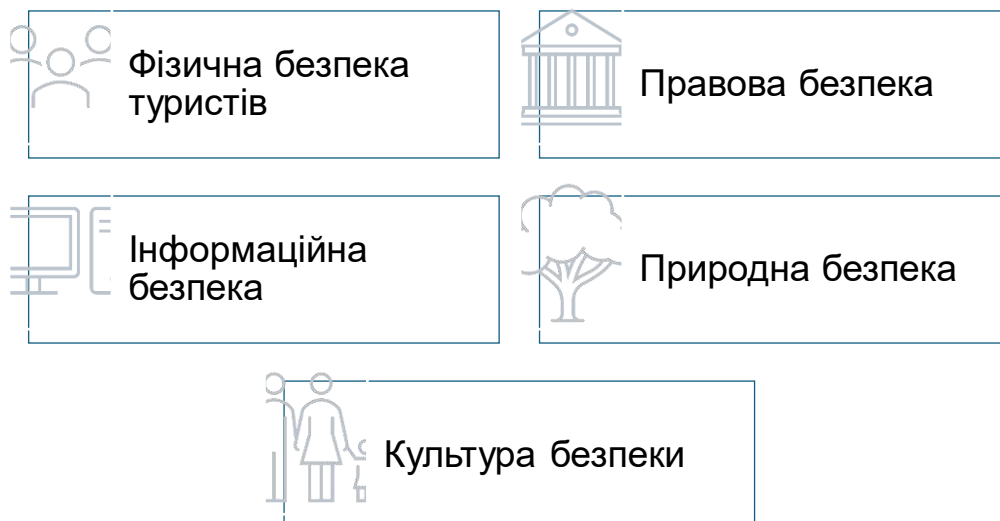 Фізична безпека
туристів
Правова безпека
Інформаційна
безпека
Природна безпека
Культура безпеки